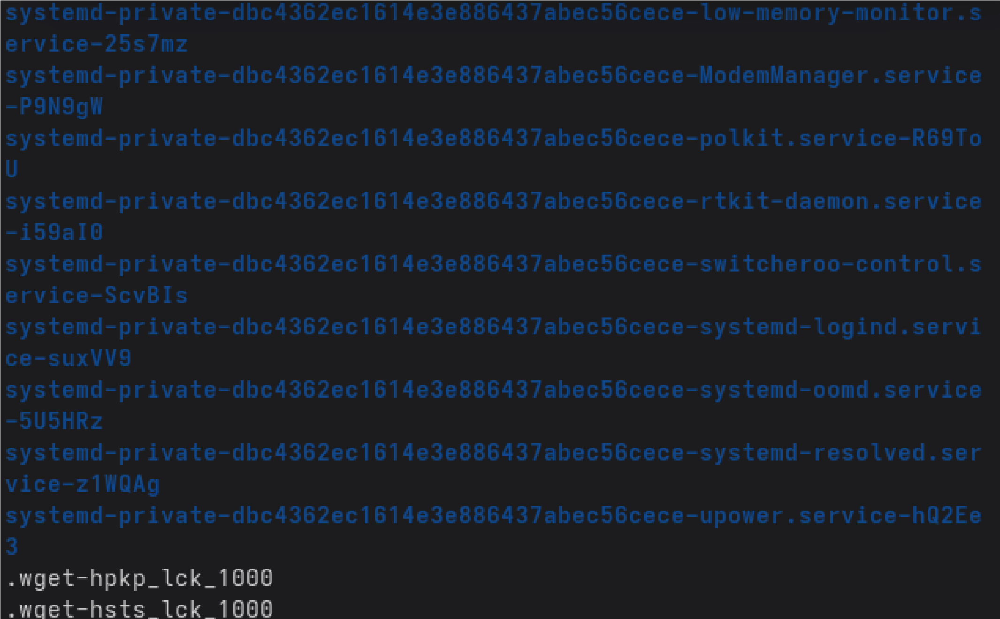 systemd-private-dbc4362ec1614e3e886437abec56cece-low-memory-monitor.s
ervice-25s7mz
systemd-private-dbc4362ec1614e3e886437abec56cece-ModemManager.service
-P9N9gW
systemd-private-dbc4362ec1614e3e886437abec56cece-polkit.service-R69To
U
systemd-private-dbc4362ec1614e3e886437abec56cece-rtkit-daemon.service
-i59aI0
systemd-private-dbc4362ec1614e3e886437abec56cece-switcheroo-control.s
ervice-ScvBIs
systemd-private-dbc4362ec1614e3e886437abec56cece-systemd-logind.servi
ce-suxVV9
systemd-private-dbc4362ec1614e3e886437abec56cece-systemd-oomd.service
-5U5HRz
systemd-private-dbc4362ec1614e3e886437abec56cece-systemd-resolved.ser
vice-z1WQAg
systemd-private-dbc4362ec1614e3e886437abec56cece-upower.service-hQ2Ee
3
.wget-hpkp_lck_1000
.wget-hsts_lck_1000